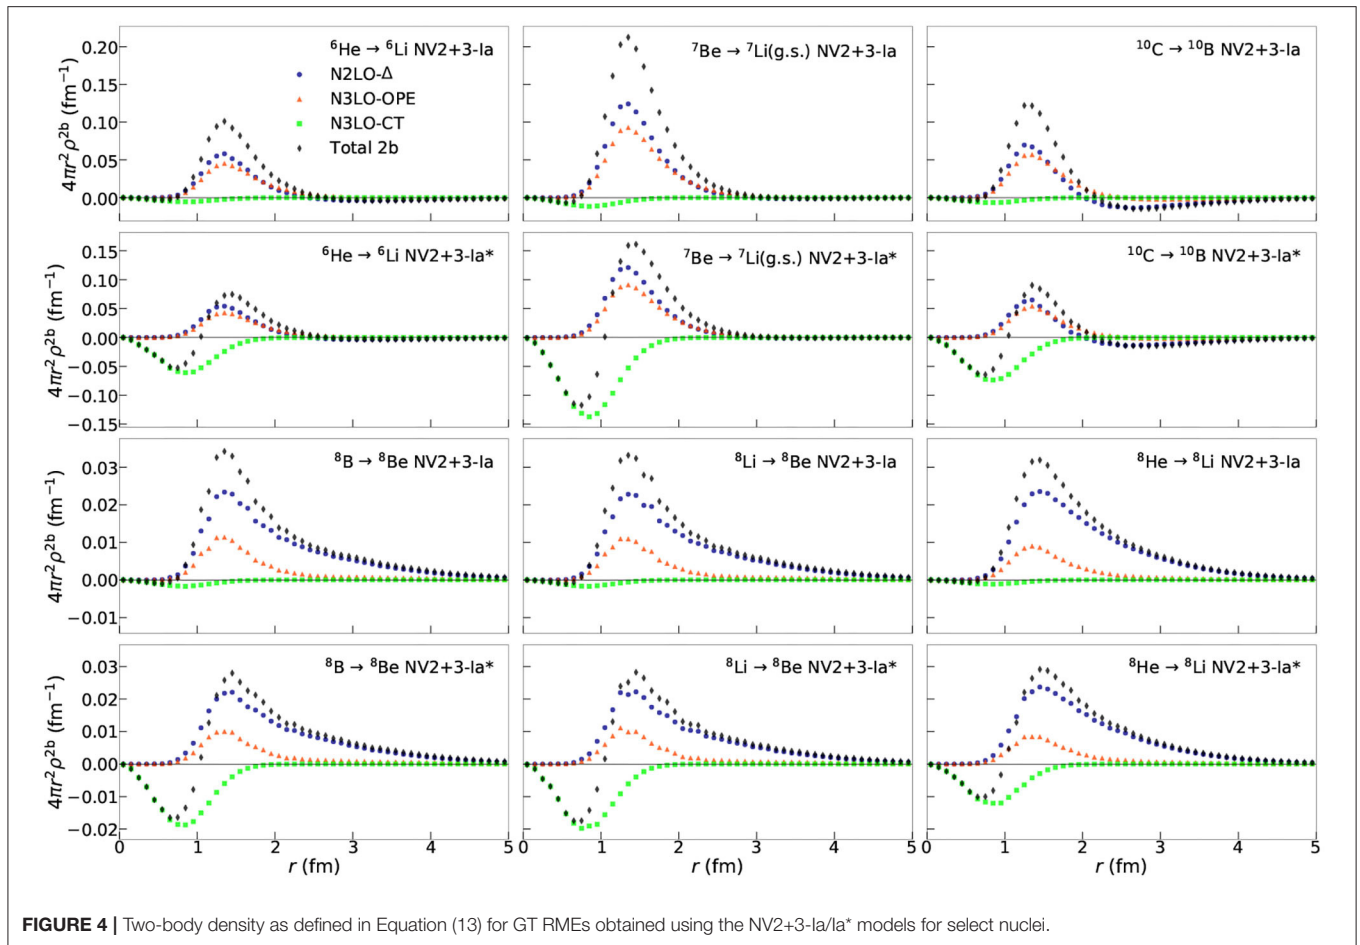 ⁶He → ⁶Li NV2+3-Ia
N2LO-Δ
N3LO-OPE
N3LO-CT
Total 2b
⁷Be → ⁷Li(g.s.) NV2+3-Ia
¹⁰C → ¹⁰B NV2+3-Ia
4πr²ρ²ᵇ (fm⁻¹)
0.20
0.15
0.10
0.05
0.00
⁶He → ⁶Li NV2+3-Ia*
⁷Be → ⁷Li(g.s.) NV2+3-Ia*
¹⁰C → ¹⁰B NV2+3-Ia*
4πr²ρ²ᵇ (fm⁻¹)
0.15
0.10
0.05
0.00
−0.05
−0.10
−0.15
⁸B → ⁸Be NV2+3-Ia
⁸Li → ⁸Be NV2+3-Ia
⁸He → ⁸Li NV2+3-Ia
4πr²ρ²ᵇ (fm⁻¹)
0.03
0.02
0.01
0.00
−0.01
⁸B → ⁸Be NV2+3-Ia*
⁸Li → ⁸Be NV2+3-Ia*
⁸He → ⁸Li NV2+3-Ia*
4πr²ρ²ᵇ (fm⁻¹)
0.03
0.02
0.01
0.00
−0.01
−0.02
0 1 2 3 4 5
0 1 2 3 4 5
0 1 2 3 4 5
r (fm)
r (fm)
r (fm)
FIGURE 4 | Two-body density as defined in Equation (13) for GT RMEs obtained using the NV2+3-Ia/Ia* models for select nuclei.